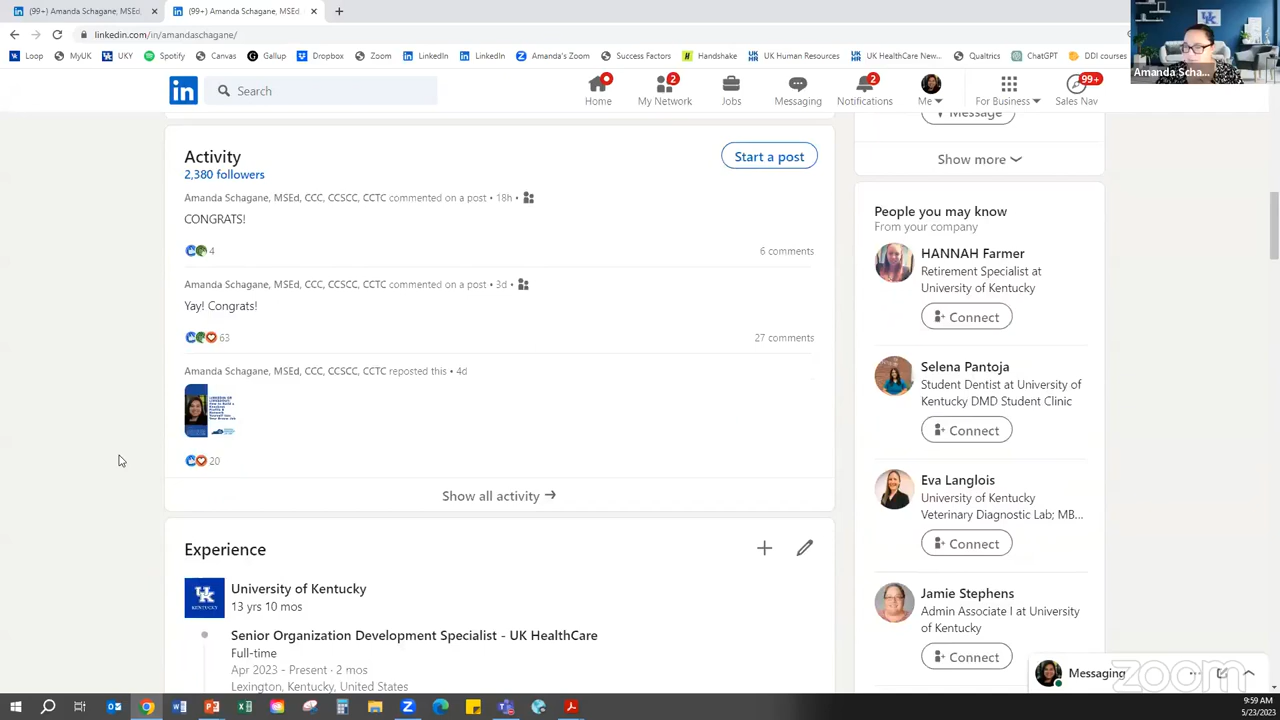 (99+) Amanda Schagane, MSEd,
(99+) Amanda Schagane, MSEd
linkedin.com/in/amandaschagane/
Loop
MyUK
UKY
Spotify
Canvas
Gallup
Dropbox
Zoom
LinkedIn
LinkedIn
Amanda's Zoom
Success Factors
Handshake
UK Human Resources
UK HealthCare New...
Qualtrics
ChatGPT
DDI courses
Amanda Scha...
in
Search
Home
2
My Network
Jobs
Messaging
2
Notifications
Me
For Business
99+
Sales Nav
Activity
2,380 followers
Start a post
Amanda Schagane, MSEd, CCC, CCSCC, CCTC commented on a post • 18h •
CONGRATS!
4
6 comments
Amanda Schagane, MSEd, CCC, CCSCC, CCTC commented on a post • 3d •
Yay! Congrats!
63
27 comments
Amanda Schagane, MSEd, CCC, CCSCC, CCTC reposted this • 4d
20
Show all activity →
Experience
University of Kentucky
13 yrs 10 mos
UK
KENTUCKY
Senior Organization Development Specialist - UK HealthCare
Full-time
Apr 2023 - Present · 2 mos
Lexington, Kentucky, United States
Message
Show more
People you may know
From your company
HANNAH Farmer
Retirement Specialist at
University of Kentucky
Connect
Selena Pantoja
Student Dentist at University of
Kentucky DMD Student Clinic
Connect
Eva Langlois
University of Kentucky
Veterinary Diagnostic Lab; MB...
Connect
Jamie Stephens
Admin Associate I at University
of Kentucky
Connect
Messaging
zoom
9:59 AM
5/23/2023